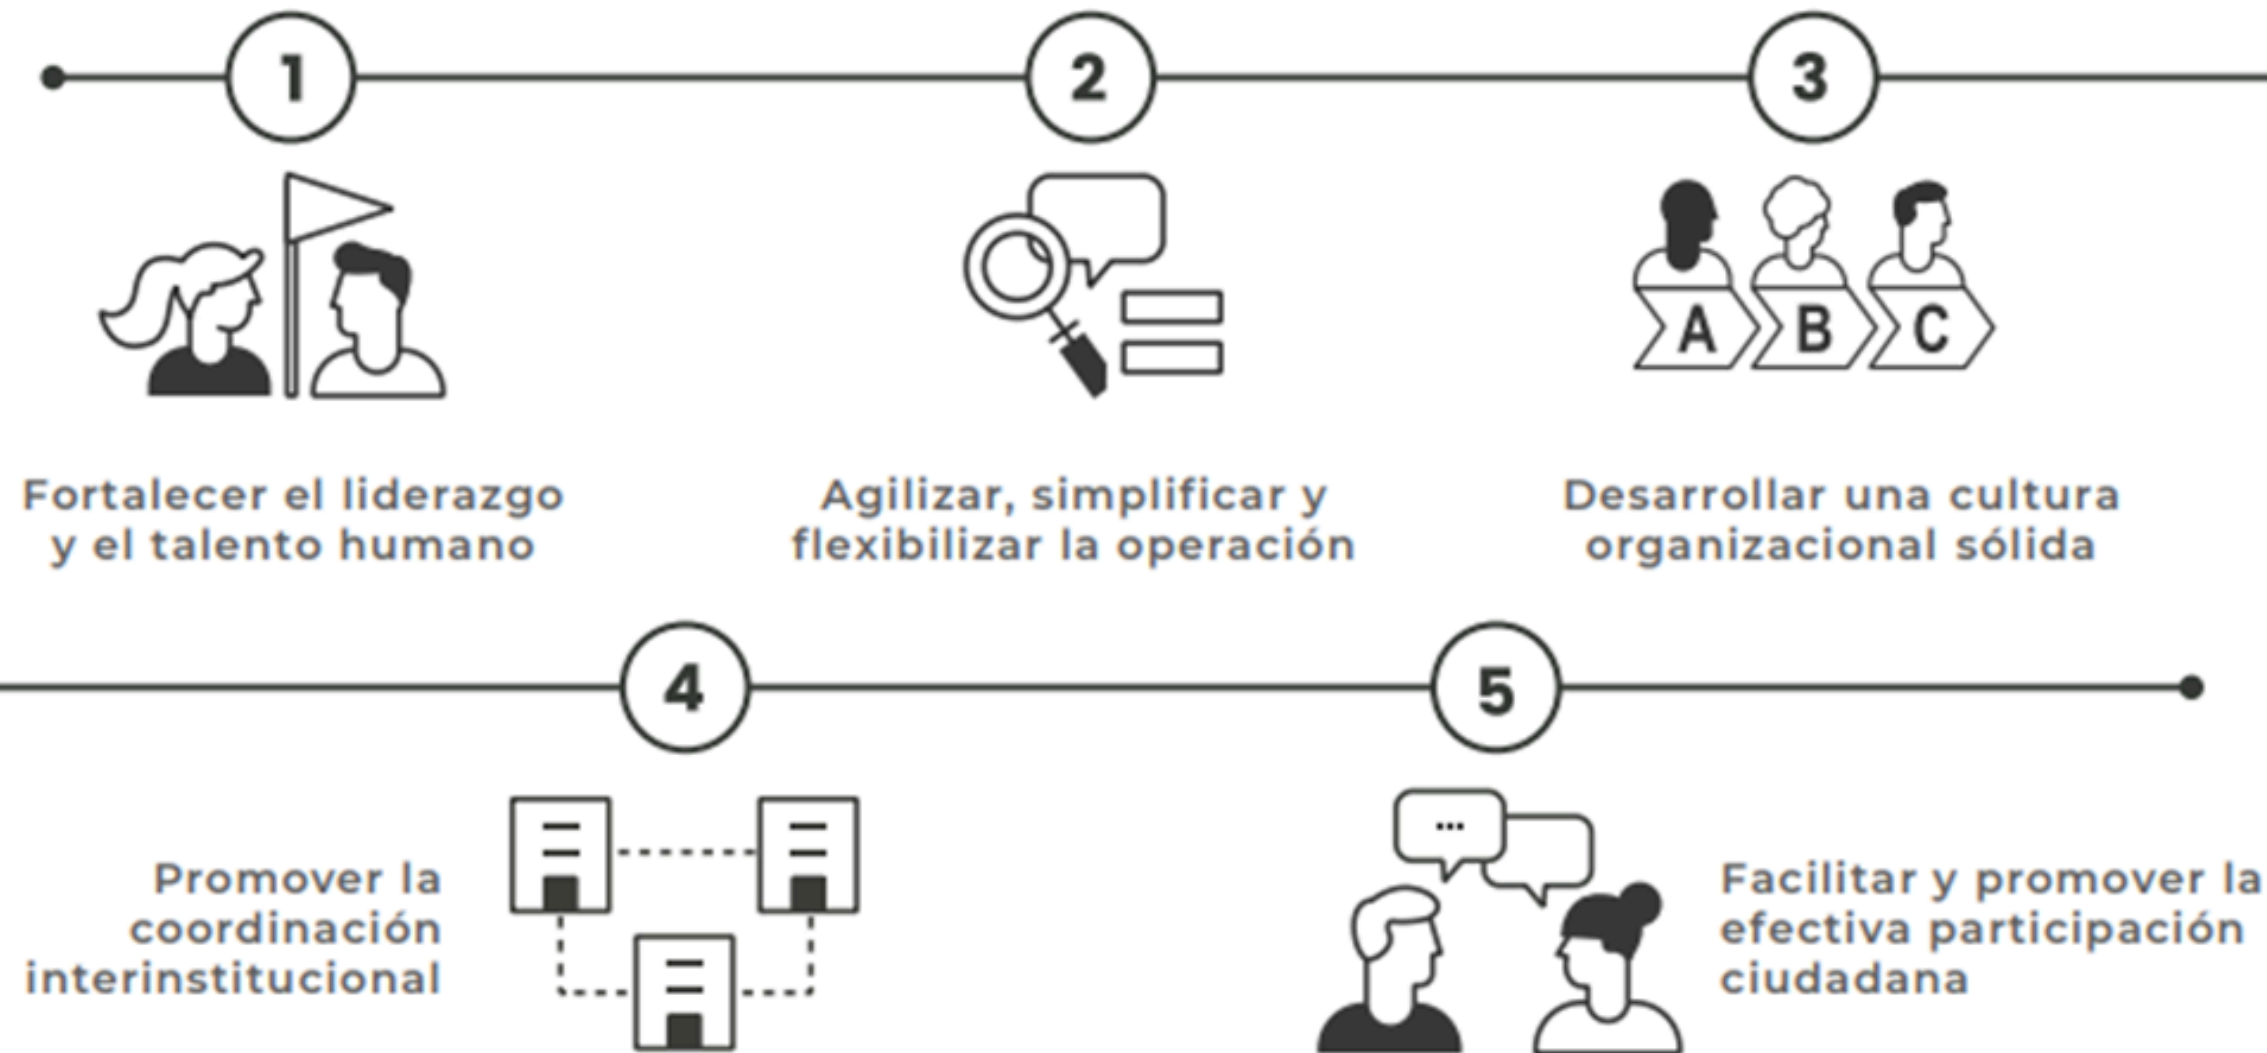 1
2
3
A B C
Fortalecer el liderazgo
y el talento humano
Agilizar, simplificar y
flexibilizar la operación
Desarrollar una cultura
organizacional sólida
4
5
...
Promover la
coordinación
interinstitucional
Facilitar y promover la
efectiva participación
ciudadana